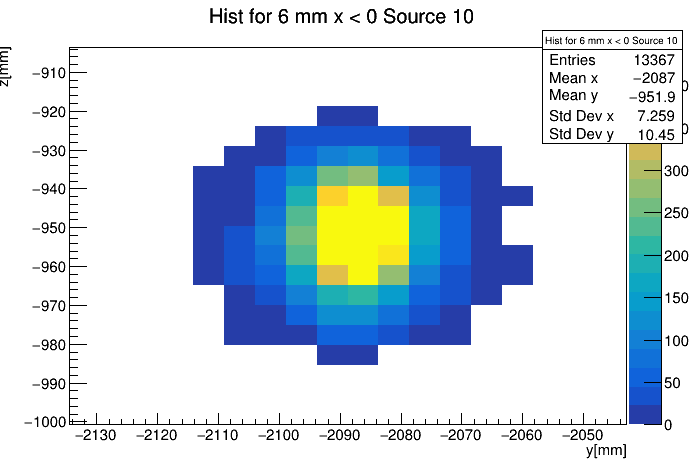 Hist for 6 mm x < 0 Source 10
z[mm]
Hist for 6 mm x < 0 Source 10
Entries 13367
Mean x −2087
Mean y −951.9
Std Dev x 7.259
Std Dev y 10.45
−910
−920
−930
−940
−950
−960
−970
−980
−990
−1000
300
250
200
150
100
50
0
−2130 −2120 −2110 −2100 −2090 −2080 −2070 −2060 −2050
y[mm]